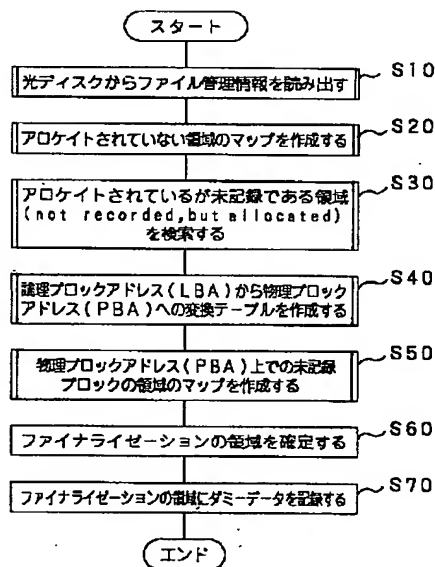 スタート
光ディスクからファイル管理情報を読み出す
S10
アロケイトされていない領域のマップを作成する
S20
アロケイトされているが未記録である領域
(not recorded,but allocated)
を検索する
S30
論理ブロックアドレス(LBA)から物理ブロック
アドレス(PBA)への変換テーブルを作成する
S40
物理ブロックアドレス(PBA)上での未記録
ブロックの領域のマップを作成する
S50
ファイナライゼーションの領域を確定する
S60
ファイナライゼーションの領域にダミーデータを記録する
S70
エンド